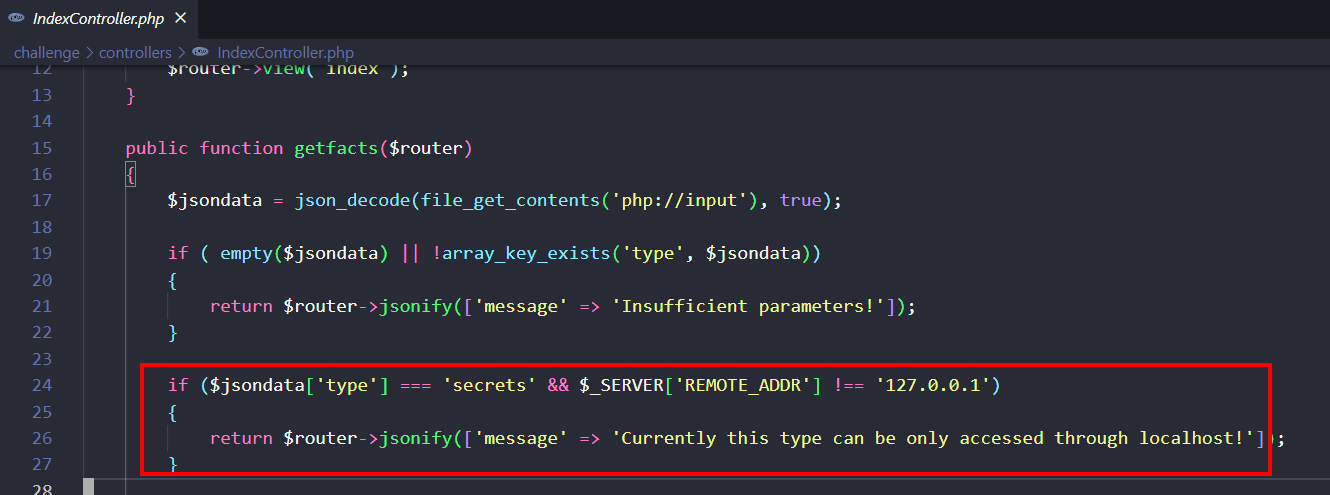 IndexController.php ×
challenge > controllers > IndexController.php
12 $router->view('index');
13 }
14
15 public function getfacts($router)
16 {
17 $jsondata = json_decode(file_get_contents('php://input'), true);
18
19 if ( empty($jsondata) || !array_key_exists('type', $jsondata))
20 {
21 return $router->jsonify(['message' => 'Insufficient parameters!']);
22 }
23
24 if ($jsondata['type'] === 'secrets' && $_SERVER['REMOTE_ADDR'] !== '127.0.0.1')
25 {
26 return $router->jsonify(['message' => 'Currently this type can be only accessed through localhost!']);
27 }
28